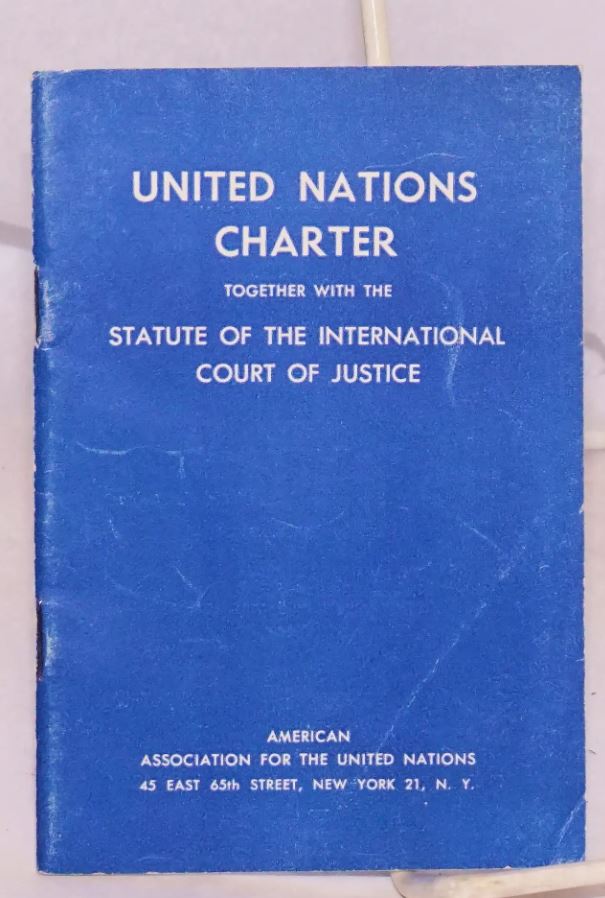 UNITED NATIONS
CHARTER
TOGETHER WITH THE
STATUTE OF THE INTERNATIONAL
COURT OF JUSTICE
AMERICAN
ASSOCIATION FOR THE UNITED NATIONS
45 EAST 65th STREET, NEW YORK 21, N. Y.